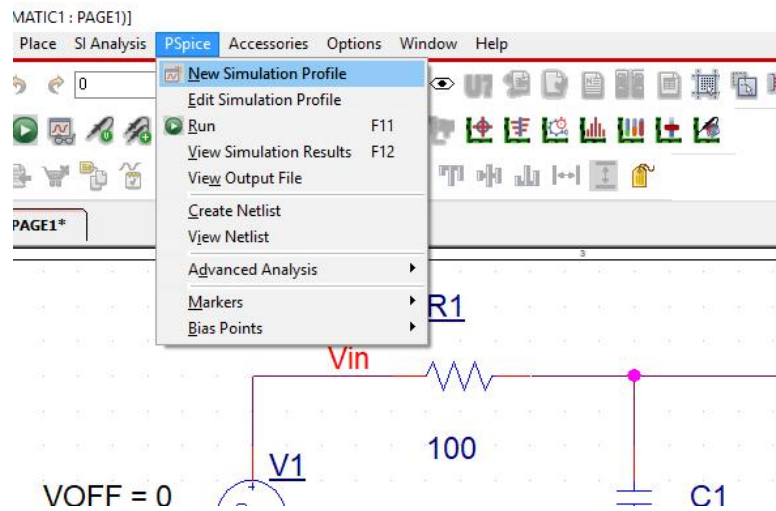 MATIC1 : PAGE1)]
Place SI Analysis PSpice Accessories Options Window Help
0
New Simulation Profile
Edit Simulation Profile
Run F11
View Simulation Results F12
View Output File
PAGE1*
Create Netlist
View Netlist
3
Advanced Analysis
Markers
Bias Points
R1
Vin
100
V1
VOFF = 0
C1